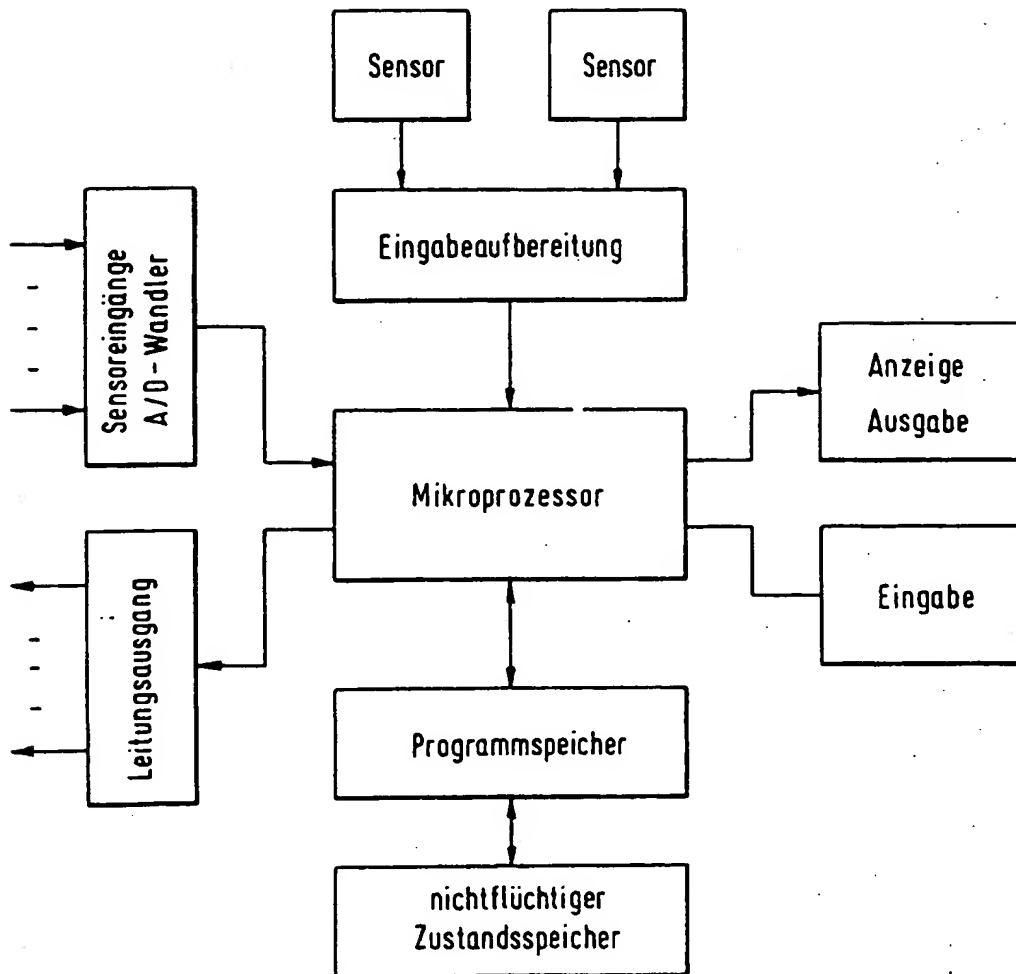 Sensor
Sensor
Eingabeaufbereitung
Sensoreingänge
A/D-Wandler
Anzeige
Ausgabe
Mikroprozessor
Leitungsausgang
Eingabe
Programmspeicher
nichtflüchtiger
Zustandsspeicher